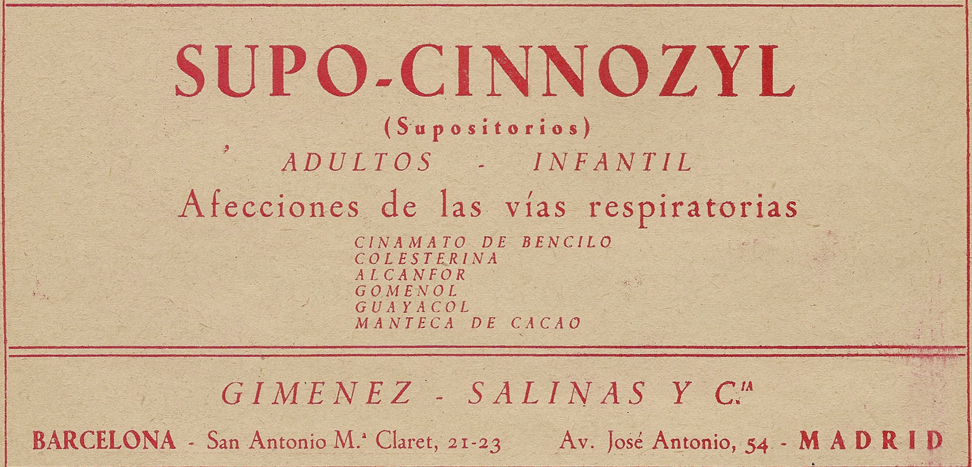 SUPO-CINNOZYL
(Supositorios)
ADULTOS - INFANTIL
Afecciones de las vías respiratorias
CINAMATO DE BENCILO
COLESTERINA
ALCANFOR
GOMENOL
GUAYACOL
MANTECA DE CACAO
GIMENEZ - SALINAS Y C.IA
BARCELONA - San Antonio M.ª Claret, 21-23 Av. José Antonio, 54 - MADRID